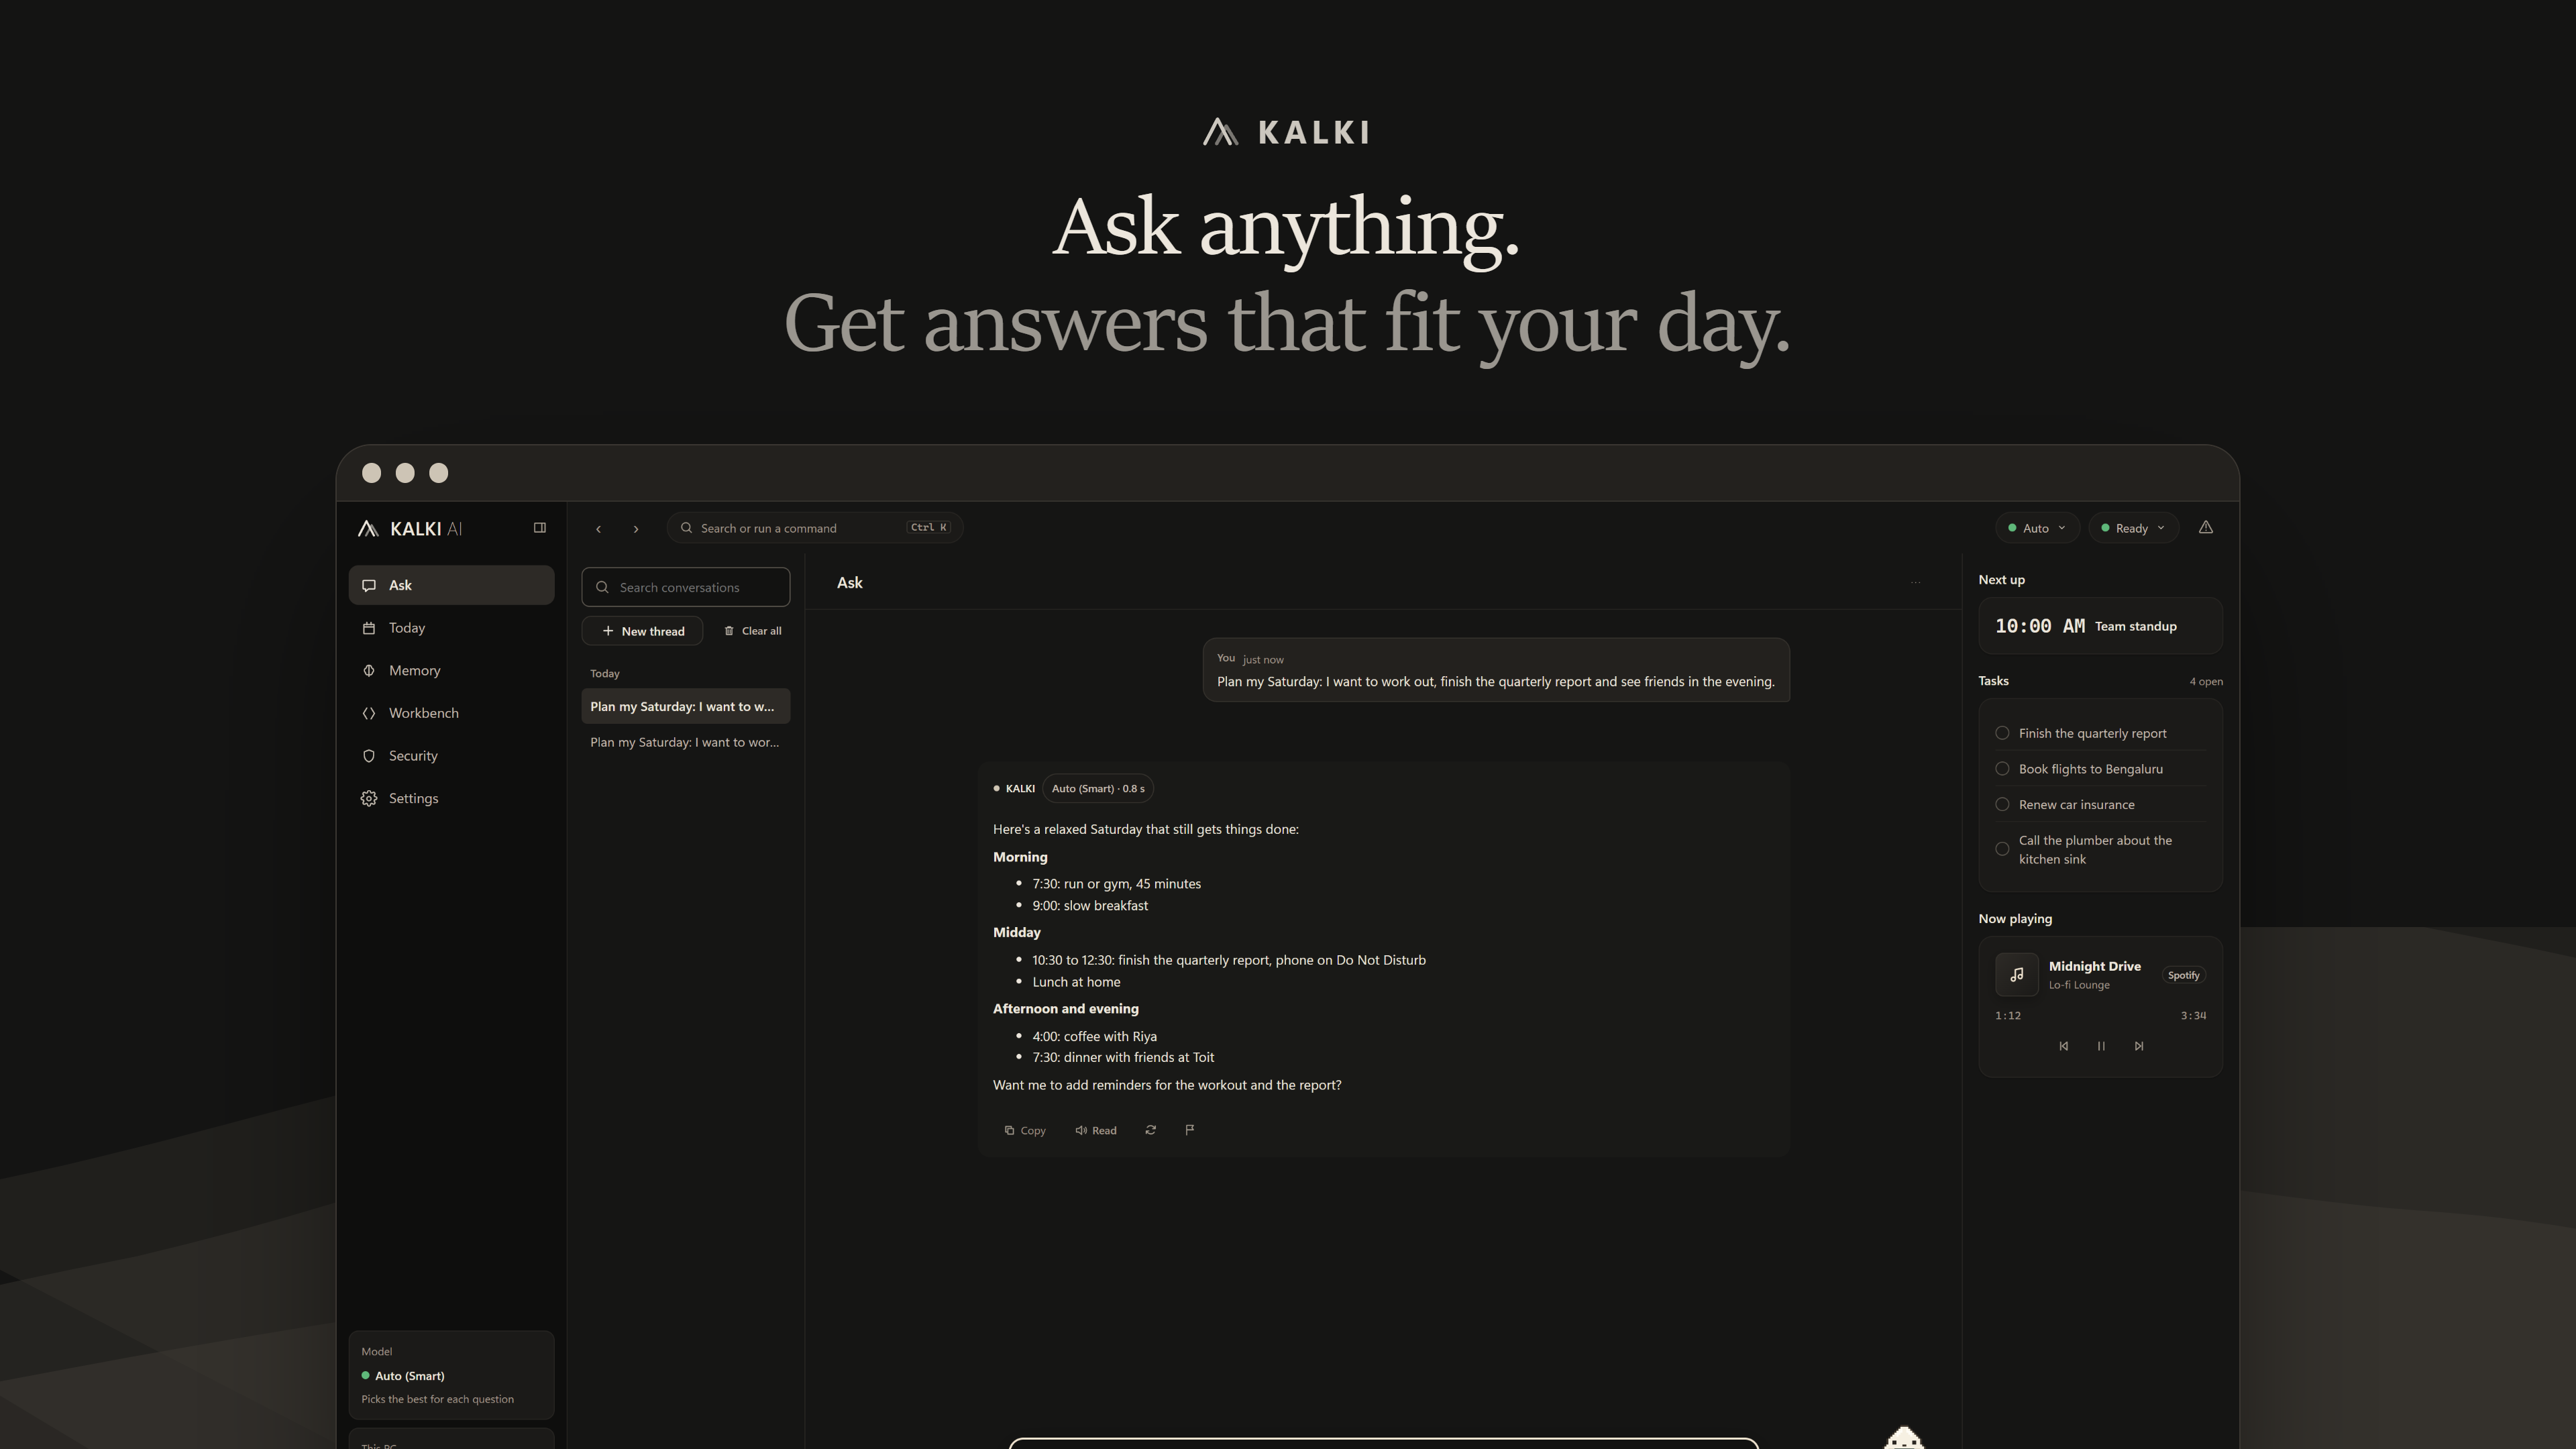 KALKI
Ask anything.
Get answers that fit your day.
KALKI AI
Search or run a command
Ctrl K
Auto
Ready
Ask
Today
Memory
Workbench
Security
Settings
Model
Auto (Smart)
Picks the best for each question
Search conversations
New thread
Clear all
Today
Plan my Saturday: I want to w...
Plan my Saturday: I want to wor...
Ask
You just now
Plan my Saturday: I want to work out, finish the quarterly report and see friends in the evening.
KALKI
Auto (Smart) · 0.8 s
Here's a relaxed Saturday that still gets things done:
Morning
7:30: run or gym, 45 minutes
9:00: slow breakfast
Midday
10:30 to 12:30: finish the quarterly report, phone on Do Not Disturb
Lunch at home
Afternoon and evening
4:00: coffee with Riya
7:30: dinner with friends at Toit
Want me to add reminders for the workout and the report?
Copy
Read
Next up
10:00 AM Team standup
Tasks
4 open
Finish the quarterly report
Book flights to Bengaluru
Renew car insurance
Call the plumber about the
kitchen sink
Now playing
Midnight Drive
Lo-fi Lounge
Spotify
1:12
3:34